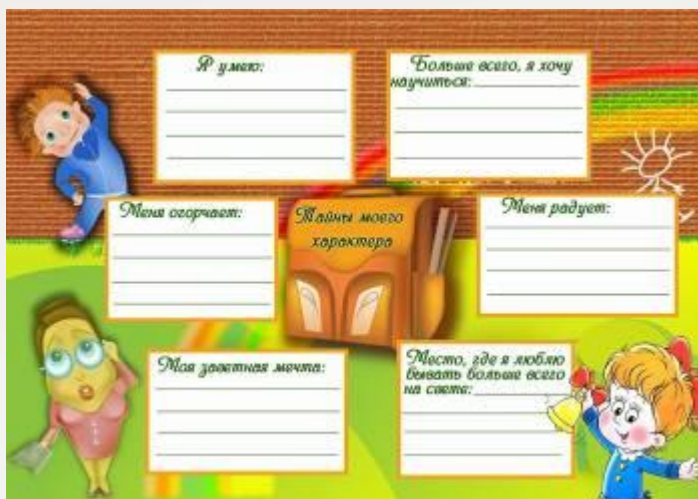 Я умею:
Больше всего, я хочу
научиться:
Меня огорчает:
Тайны моего
характера
Меня радует:
Моя заветная мечта:
Место, где я люблю
бывать больше всего
на свете: